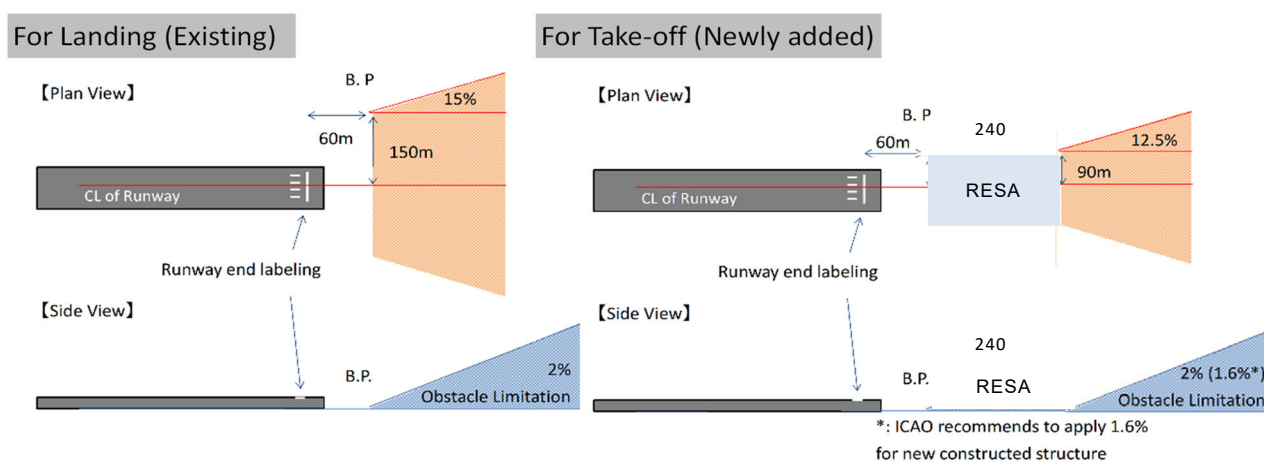 For Landing (Existing)
【Plan View】
B. P
15%
60m
150m
CL of Runway
Runway end labeling
【Side View】
B.P.
2%
Obstacle Limitation
For Take-off (Newly added)
【Plan View】
B. P
240
60m
12.5%
90m
RESA
CL of Runway
Runway end labeling
【Side View】
240
B.P.
RESA
2% (1.6%*)
Obstacle Limitation
*: ICAO recommends to apply 1.6%
for new constructed structure